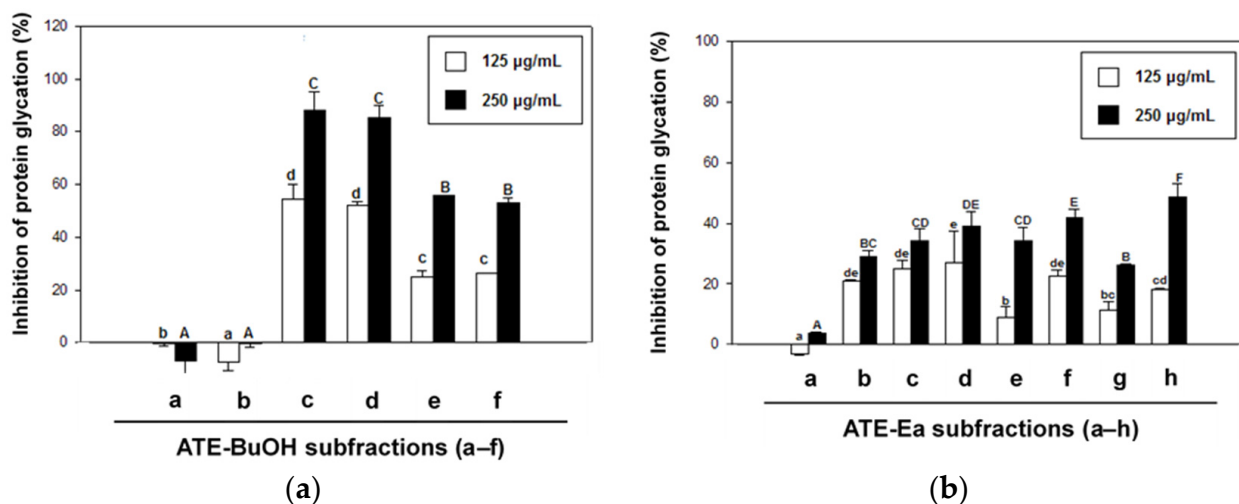 Inhibition of protein glycation (%)
120
100
80
60
40
20
0
125 µg/mL
250 µg/mL
b A a A d C d C c B c B
a b c d e f
ATE-BuOH subfractions (a–f)
(a)
Inhibition of protein glycation (%)
100
80
60
40
20
0
125 µg/mL
250 µg/mL
a A de BC de CD e DE b CD de E bc B cd F
a b c d e f g h
ATE-Ea subfractions (a–h)
(b)